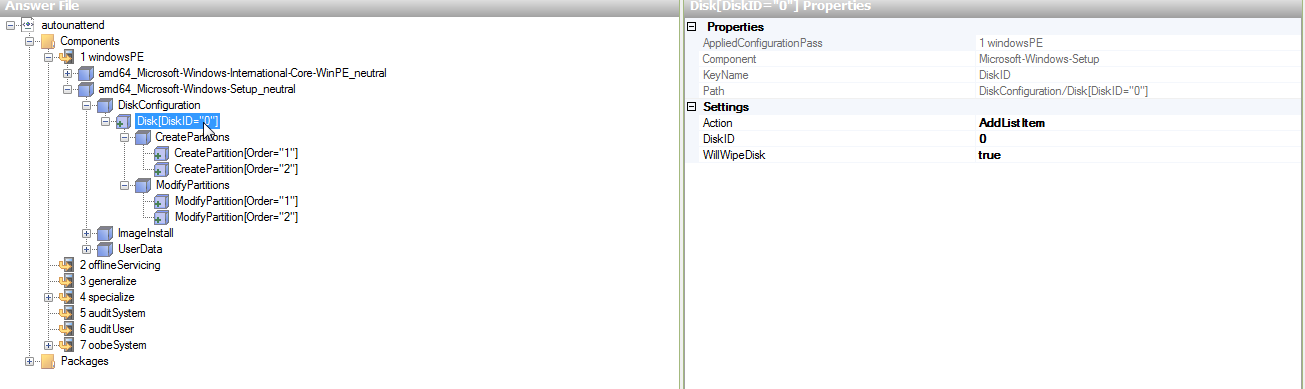 Answer File
autounattend
Components
1 windowsPE
amd64_Microsoft-Windows-International-Core-WinPE_neutral
amd64_Microsoft-Windows-Setup_neutral
DiskConfiguration
Disk[DiskID="0"]
CreatePartitions
CreatePartition[Order="1"]
CreatePartition[Order="2"]
ModifyPartitions
ModifyPartition[Order="1"]
ModifyPartition[Order="2"]
ImageInstall
UserData
2 offlineServicing
3 generalize
4 specialize
5 auditSystem
6 auditUser
7 oobeSystem
Packages
Disk[DiskID="0"] Properties
Properties
AppliedConfigurationPass 1 windowsPE
Component Microsoft-Windows-Setup
KeyName DiskID
Path DiskConfiguration/Disk[DiskID="0"]
Settings
Action AddListItem
DiskID 0
WillWipeDisk true